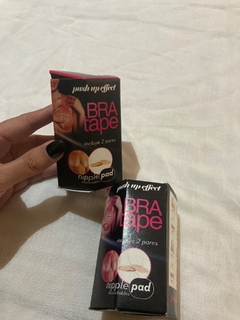 push up effect
BRA
tape
incluye 2 pares
nipple pad
push up effect
BRA
tape
incluye 2 pares
nipple pad